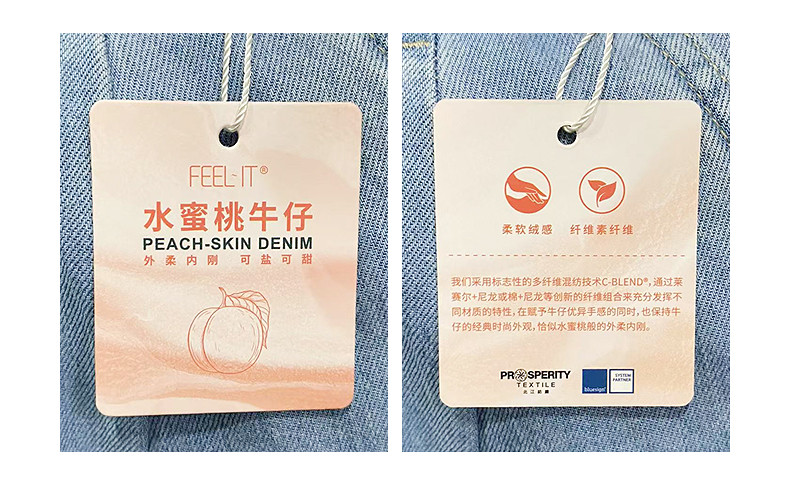 FEEL·IT®
水蜜桃牛仔
PEACH-SKIN DENIM
外柔内刚 可盐可甜
柔软绒感 纤维素纤维
我们采用标志性的多纤维混纺技术C-BLEND®,通过莱
赛尔+尼龙或棉+尼龙等创新的纤维组合来充分发挥不
同材质的特性,在赋予牛仔优异手感的同时,也保持牛
仔的经典时尚外观,恰似水蜜桃般的外柔内刚。
PROSPERITY
TEXTILE
北江纺织
bluesign®
SYSTEM
PARTNER